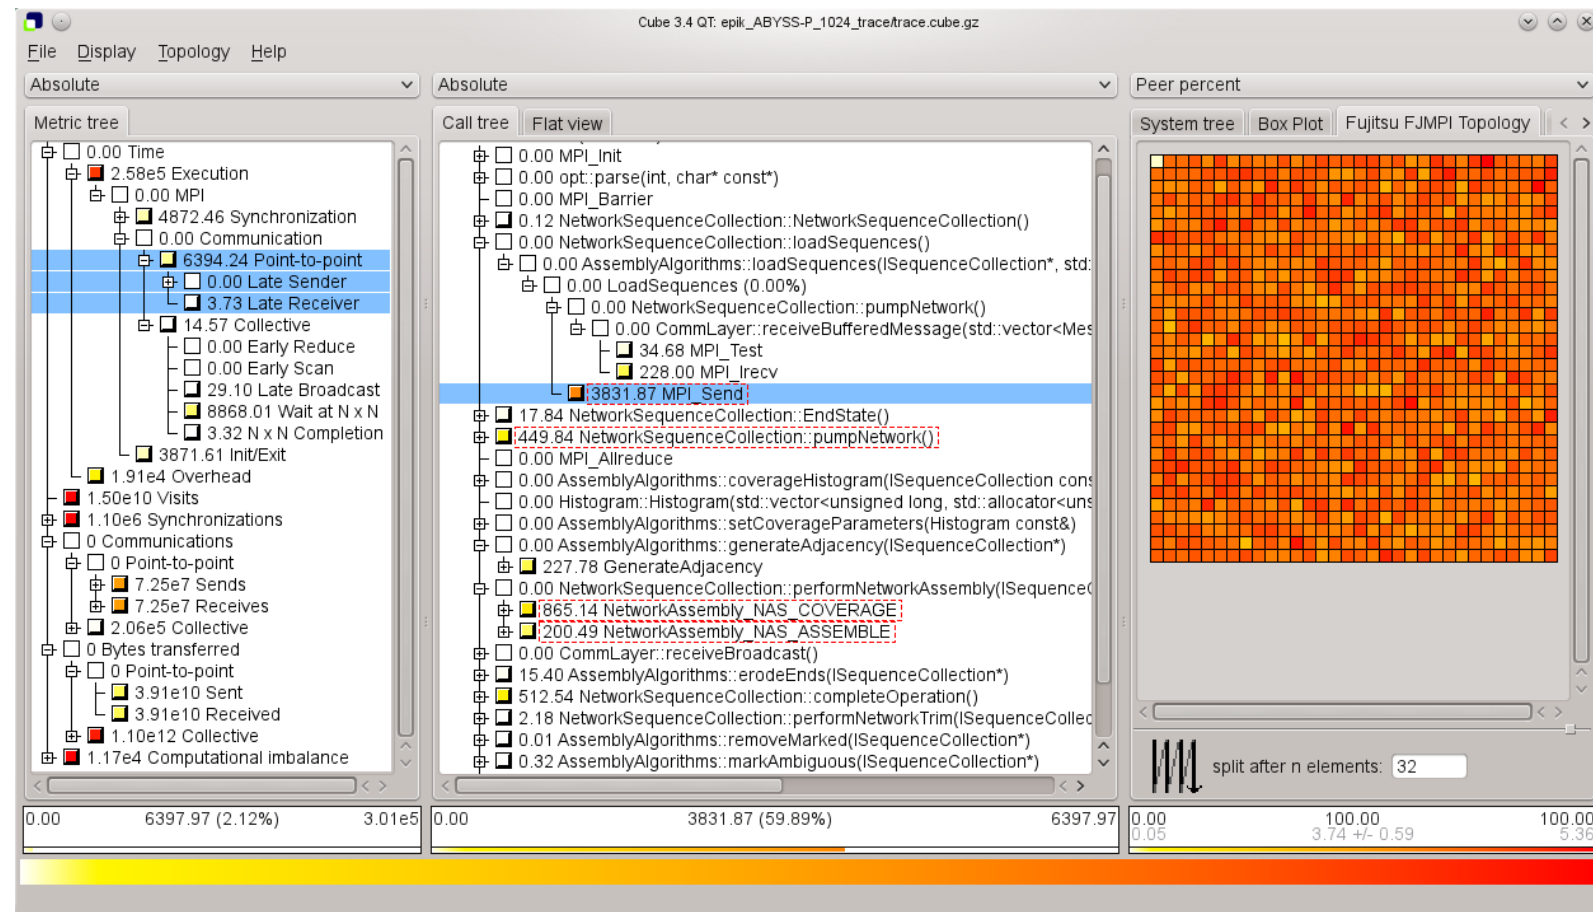 Cube 3.4 QT: epik_ABYSS-P_1024_trace/trace.cube.gz
File Display Topology Help
Absolute
Metric tree
0.00 Time
2.58e5 Execution
0.00 MPI
4872.46 Synchronization
0.00 Communication
6394.24 Point-to-point
0.00 Late Sender
3.73 Late Receiver
14.57 Collective
0.00 Early Reduce
0.00 Early Scan
29.10 Late Broadcast
8868.01 Wait at N x N
3.32 N x N Completion
3871.61 Init/Exit
1.91e4 Overhead
1.50e10 Visits
1.10e6 Synchronizations
0 Communications
0 Point-to-point
7.25e7 Sends
7.25e7 Receives
2.06e5 Collective
0 Bytes transferred
0 Point-to-point
3.91e10 Sent
3.91e10 Received
1.10e12 Collective
1.17e4 Computational imbalance
0.00 6397.97 (2.12%) 3.01e5
Absolute
Call tree Flat view
0.00 MPI_Init
0.00 opt::parse(int, char* const*)
0.00 MPI_Barrier
0.12 NetworkSequenceCollection::NetworkSequenceCollection()
0.00 NetworkSequenceCollection::loadSequences()
0.00 AssemblyAlgorithms::loadSequences(ISequenceCollection*, std:
0.00 LoadSequences (0.00%)
0.00 NetworkSequenceCollection::pumpNetwork()
0.00 CommLayer::receiveBufferedMessage(std::vector<Mes
34.68 MPI_Test
228.00 MPI_Irecv
3831.87 MPI_Send
17.84 NetworkSequenceCollection::EndState()
449.84 NetworkSequenceCollection::pumpNetwork()
0.00 MPI_Allreduce
0.00 AssemblyAlgorithms::coverageHistogram(ISequenceCollection cons
0.00 Histogram::Histogram(std::vector<unsigned long, std::allocator<uns
0.00 AssemblyAlgorithms::setCoverageParameters(Histogram const&)
0.00 AssemblyAlgorithms::generateAdjacency(ISequenceCollection*)
227.78 GenerateAdjacency
0.00 NetworkSequenceCollection::performNetworkAssembly(ISequenceC
865.14 NetworkAssembly_NAS_COVERAGE
200.49 NetworkAssembly_NAS_ASSEMBLE
0.00 CommLayer::receiveBroadcast()
15.40 AssemblyAlgorithms::erodeEnds(ISequenceCollection*)
512.54 NetworkSequenceCollection::completeOperation()
2.18 NetworkSequenceCollection::performNetworkTrim(ISequenceCollec
0.01 AssemblyAlgorithms::removeMarked(ISequenceCollection*)
0.32 AssemblyAlgorithms::markAmbiguous(ISequenceCollection*)
0.00 3831.87 (59.89%) 6397.97
Peer percent
System tree Box Plot Fujitsu FJMPI Topology
split after n elements: 32
0.00 100.00 100.00
0.05 3.74 +/- 0.59 5.36